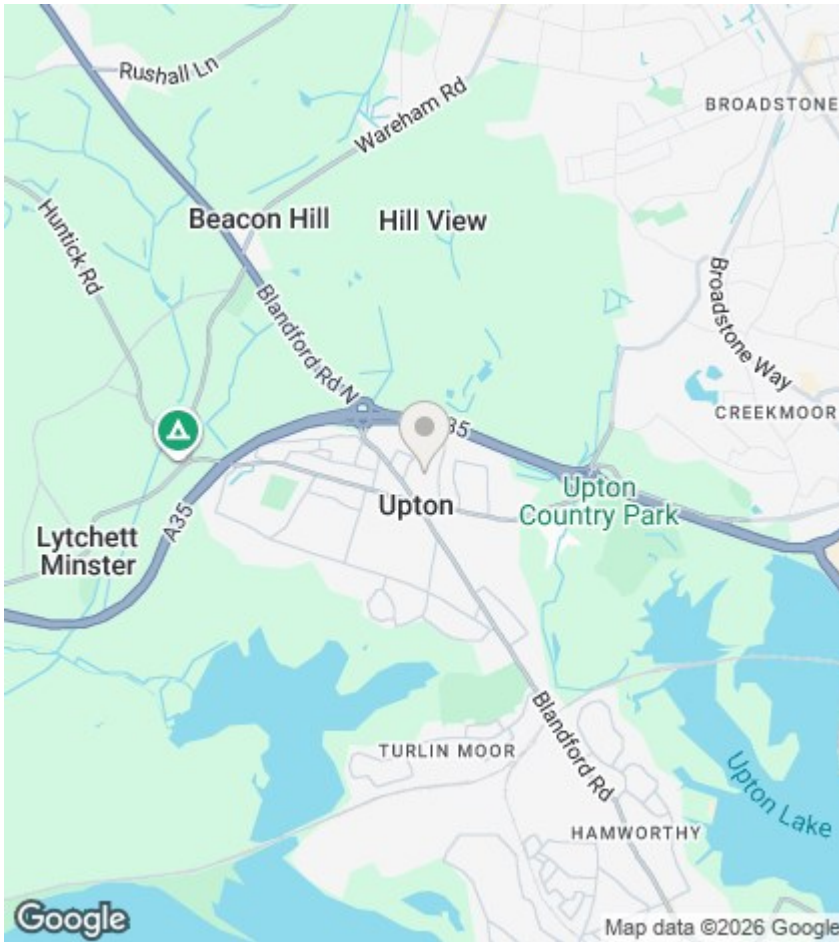 Rushall Ln
Wareham Rd
BROADSTONE
Huntick Rd
Beacon Hill
Hill View
Broadstone Way
Blandford Rd N
CREEKMOOR
A35
Upton
Upton
Country Park
Lytchett
Minster
A35
TURLIN MOOR
Blandford Rd
Upton Lake
HAMWORTHY
Google
Map data ©2026 Google